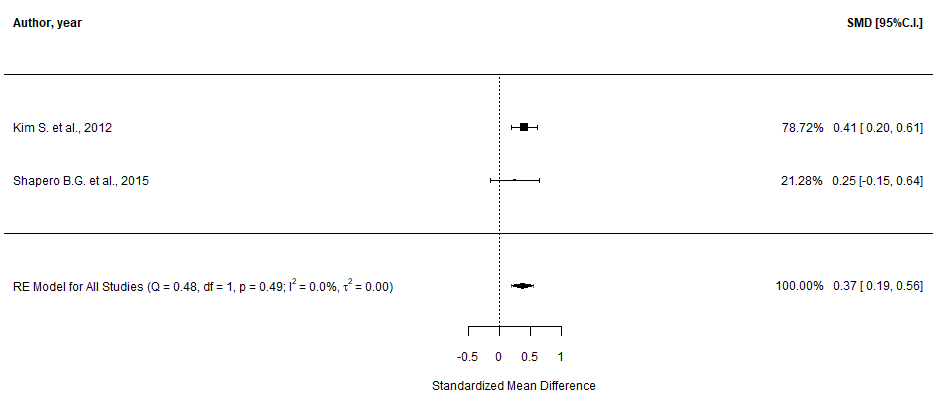 Author, year SMD [95%C.I.]
Kim S. et al., 2012 78.72% 0.41 [ 0.20, 0.61]
Shapero B.G. et al., 2015 21.28% 0.25 [-0.15, 0.64]
RE Model for All Studies (Q = 0.48, df = 1, p = 0.49; I² = 0.0%, τ² = 0.00) 100.00% 0.37 [ 0.19, 0.56]
-0.5 0 0.5 1
Standardized Mean Difference